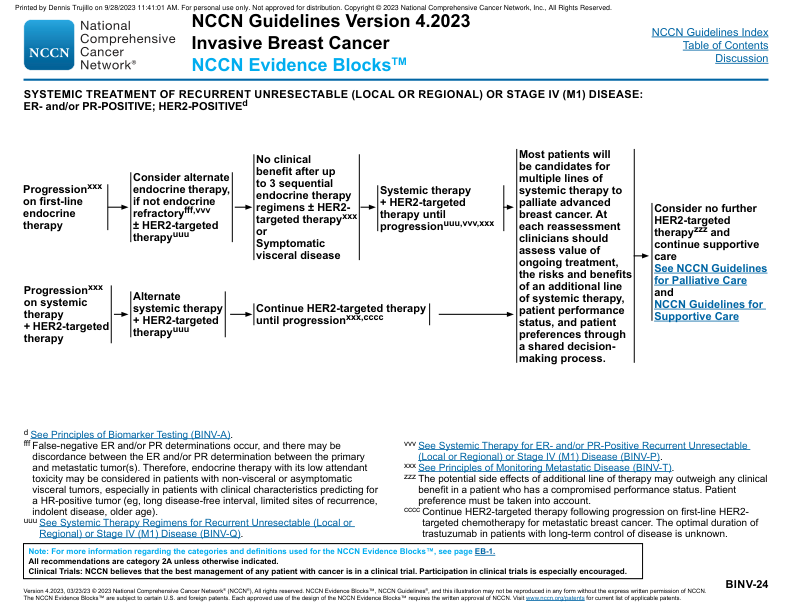 Printed by Dennis Trujillo on 9/28/2023 11:41:01 AM. For personal use only. Not approved for distribution. Copyright © 2023 National Comprehensive Cancer Network, Inc., All Rights Reserved.
NCCN
National
Comprehensive
Cancer
Network®
NCCN Guidelines Version 4.2023
Invasive Breast Cancer
NCCN Evidence Blocks™
NCCN Guidelines Index
Table of Contents
Discussion
SYSTEMIC TREATMENT OF RECURRENT UNRESECTABLE (LOCAL OR REGIONAL) OR STAGE IV (M1) DISEASE:
ER- and/or PR-POSITIVE; HER2-POSITIVEd
Progressionxxx
on first-line
endocrine
therapy
Consider alternate
endocrine therapy,
if not endocrine
refractoryfff,vvv
± HER2-targeted
therapyuuu
No clinical
benefit after up
to 3 sequential
endocrine therapy
regimens ± HER2-
targeted therapyxxx
or
Symptomatic
visceral disease
Systemic therapy
+ HER2-targeted
therapy until
progressionuuu,vvv,xxx
Progressionxxx
on systemic
therapy
+ HER2-targeted
therapy
Alternate
systemic therapy
+ HER2-targeted
therapyuuu
Continue HER2-targeted therapy
until progressionxxx,cccc
Most patients will
be candidates for
multiple lines of
systemic therapy to
palliate advanced
breast cancer. At
each reassessment
clinicians should
assess value of
ongoing treatment,
the risks and benefits
of an additional line
of systemic therapy,
patient performance
status, and patient
preferences through
a shared decision-
making process.
Consider no further
HER2-targeted
therapyzzz and
continue supportive
care
See NCCN Guidelines
for Palliative Care
and
NCCN Guidelines for
Supportive Care
d See Principles of Biomarker Testing (BINV-A).
fff False-negative ER and/or PR determinations occur, and there may be
discordance between the ER and/or PR determination between the primary
and metastatic tumor(s). Therefore, endocrine therapy with its low attendant
toxicity may be considered in patients with non-visceral or asymptomatic
visceral tumors, especially in patients with clinical characteristics predicting for
a HR-positive tumor (eg, long disease-free interval, limited sites of recurrence,
indolent disease, older age).
uuu See Systemic Therapy Regimens for Recurrent Unresectable (Local or
Regional) or Stage IV (M1) Disease (BINV-Q).
vvv See Systemic Therapy for ER- and/or PR-Positive Recurrent Unresectable
(Local or Regional) or Stage IV (M1) Disease (BINV-P).
xxx See Principles of Monitoring Metastatic Disease (BINV-T).
zzz The potential side effects of additional line of therapy may outweigh any clinical
benefit in a patient who has a compromised performance status. Patient
preference must be taken into account.
cccc Continue HER2-targeted therapy following progression on first-line HER2-
targeted chemotherapy for metastatic breast cancer. The optimal duration of
trastuzumab in patients with long-term control of disease is unknown.
Note: For more information regarding the categories and definitions used for the NCCN Evidence Blocks™, see page EB-1.
All recommendations are category 2A unless otherwise indicated.
Clinical Trials: NCCN believes that the best management of any patient with cancer is in a clinical trial. Participation in clinical trials is especially encouraged.
BINV-24
Version 4.2023, 03/23/23 © 2023 National Comprehensive Cancer Network® (NCCN®), All rights reserved. NCCN Evidence Blocks™, NCCN Guidelines®, and this illustration may not be reproduced in any form without the express written permission of NCCN.
The NCCN Evidence Blocks™ are subject to certain U.S. and foreign patents. Each approved use of the design of the NCCN Evidence Blocks™ requires the written approval of NCCN. Visit www.nccn.org/patents for current list of applicable patents.